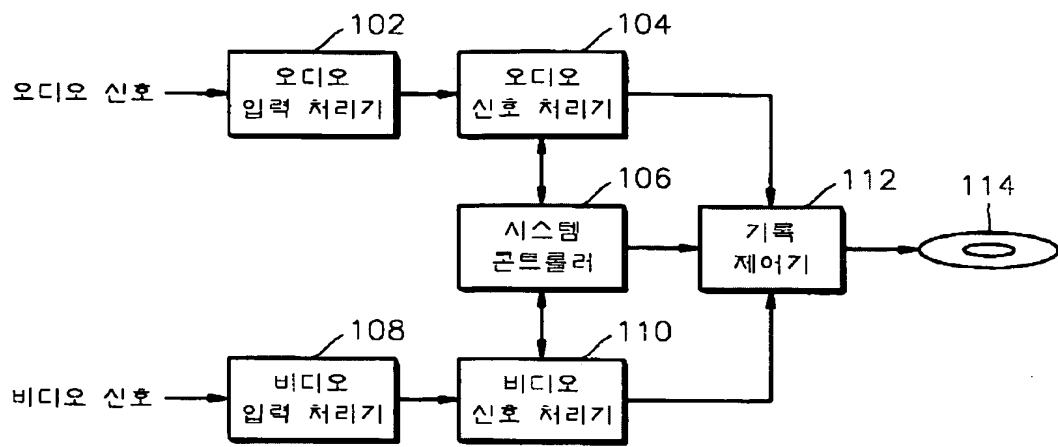 102
104
오디오 신호
오디오
입력 처리기
오디오
신호 처리기
106
112
114
시스템
콘트롤러
기록
제어기
108
110
비디오 신호
비디오
입력 처리기
비디오
신호 처리기